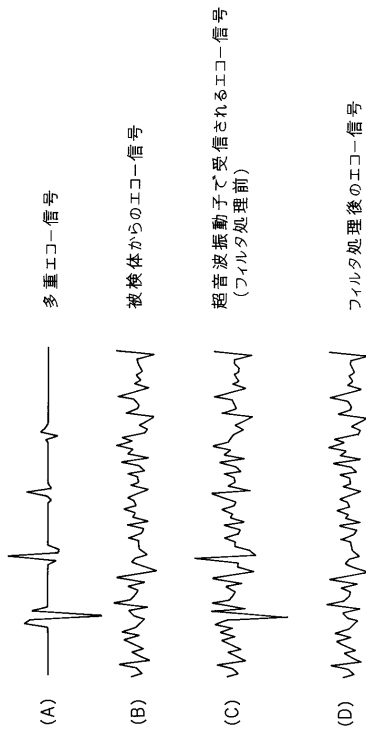 (A) 多重エコー信号
(B) 被検体からのエコー信号
(C) 超音波振動子で受信されるエコー信号
(フィルタ処理前)
(D) フィルタ処理後のエコー信号